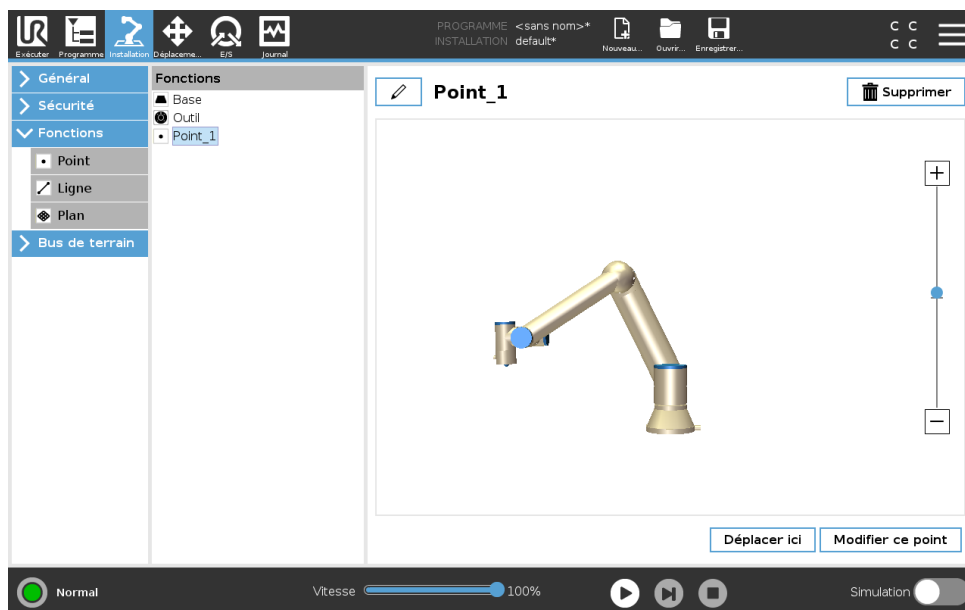 PROGRAMME <sans nom>*
INSTALLATION default*
UR
Exécuter Programme Installation Déplaceme... E/S Journal Nouveau... Ouvrir... Enregistrer...
C C
C C
Général
Sécurité
Fonctions
Point
Ligne
Plan
Bus de terrain
Fonctions
Base
Outil
Point_1
Point_1
Supprimer
Déplacer ici
Modifier ce point
Normal
Vitesse 100%
Simulation